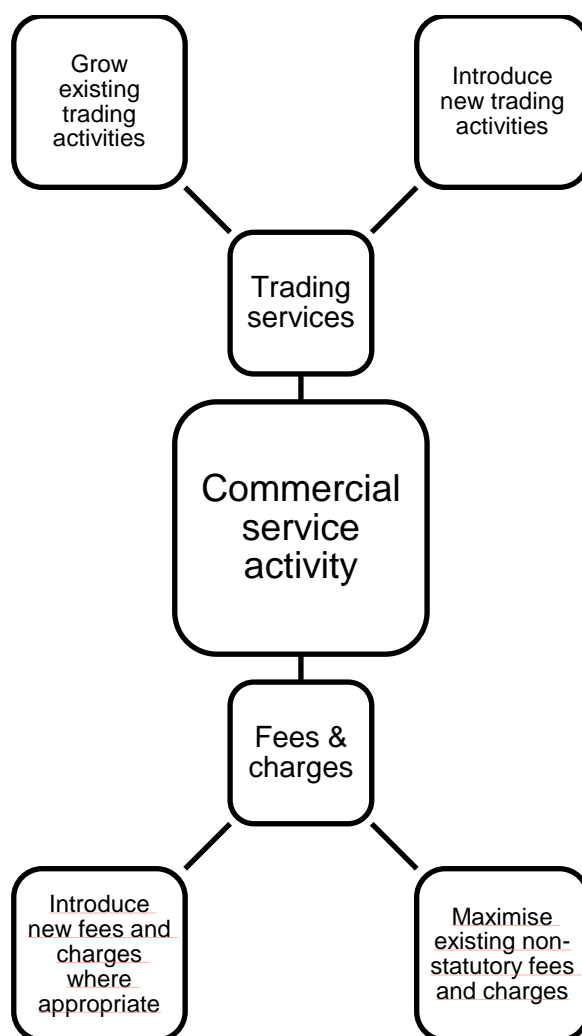 Grow
existing
trading
activities
Introduce
new trading
activities
Trading
services
Commercial
service
activity
Fees &
charges
Introduce
new fees and
charges
where
appropriate
Maximise
existing non-
statutory fees
and charges